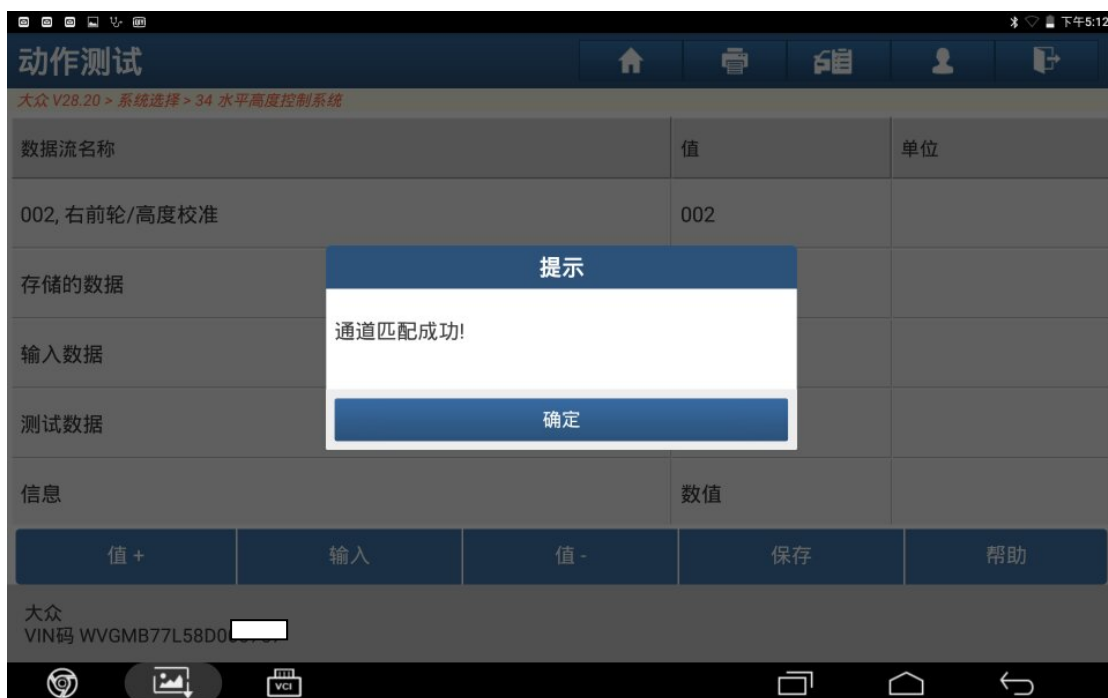 下午5:12
动作测试
大众 V28.20 > 系统选择 > 34 水平高度控制系统
数据流名称 值 单位
002, 右前轮/高度校准 002
提示
存储的数据
通道匹配成功!
输入数据
确定
测试数据
信息 数值
值 + 输入 值 - 保存 帮助
大众
VIN码 WVGMB77L58D0
VCI